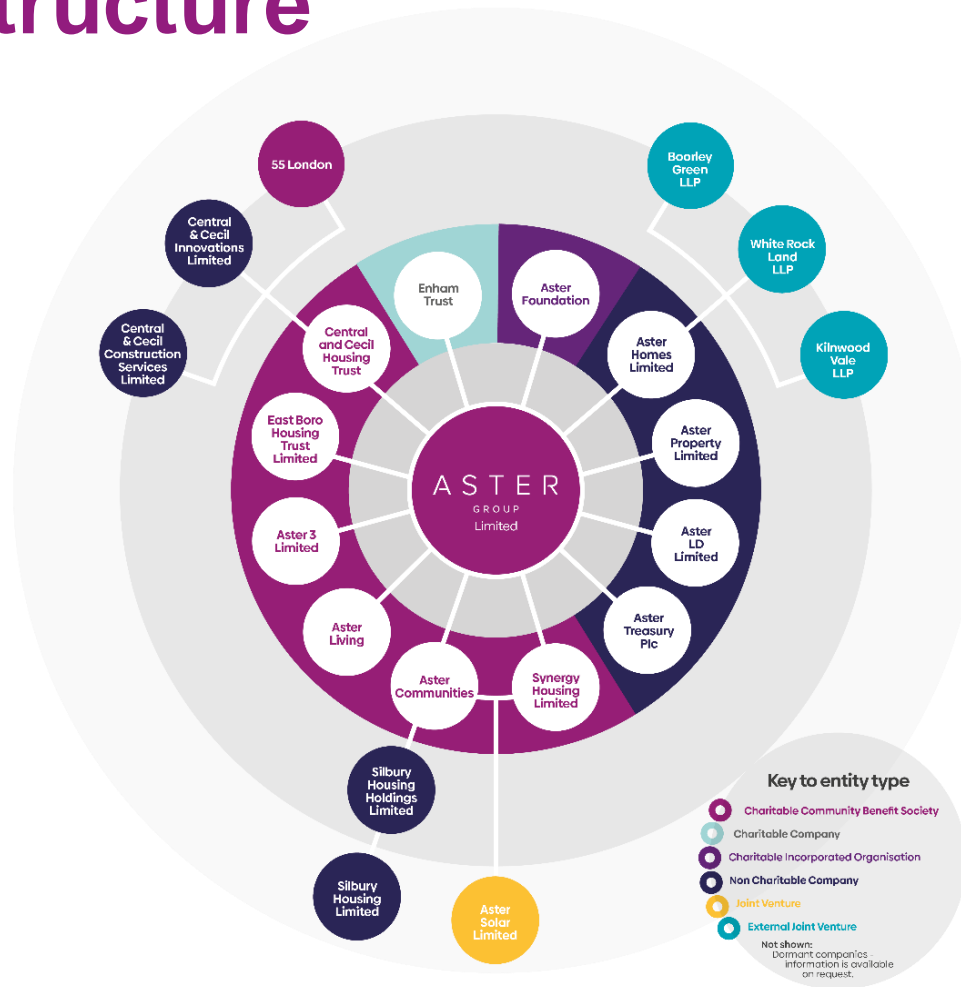 tructure
55 London
Central
& Cecil
Innovations
Limited
Central
& Cecil
Construction
Services
Limited
Boorley
Green
LLP
White Rock
Land
LLP
Kilnwood
Vale
LLP
Enham
Trust
Aster
Foundation
Central
and Cecil
Housing
Trust
Aster
Homes
Limited
East Boro
Housing
Trust
Limited
Aster
Property
Limited
ASTER
GROUP
Limited
Aster 3
Limited
Aster
LD
Limited
Aster
Living
Aster
Treasury
Plc
Aster
Communities
Synergy
Housing
Limited
Silbury
Housing
Holdings
Limited
Silbury
Housing
Limited
Aster
Solar
Limited
Key to entity type
Charitable Community Benefit Society
Charitable Company
Charitable Incorporated Organisation
Non Charitable Company
Joint Venture
External Joint Venture
Not shown:
Dormant companies -
information is available
on request.